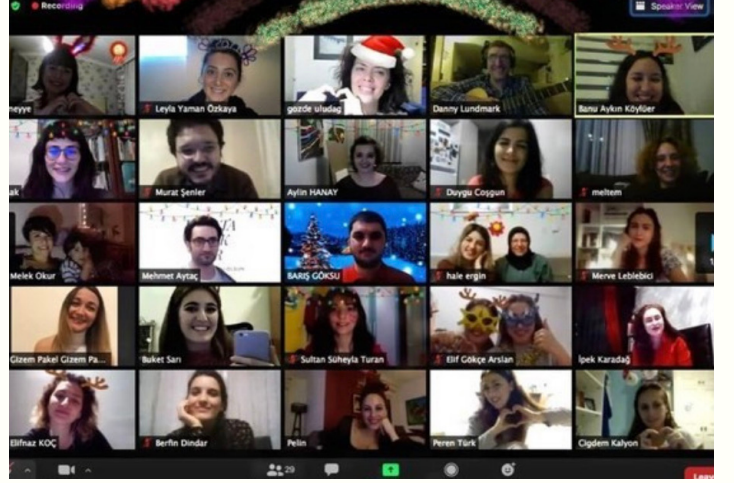 Recording
Speaker View
neyye
Leyla Yaman Özkaya
gozde uludag
Danny Lundmark
Banu Aykın Köylüer
ak
Murat Şenler
Aylin HANAY
Duygu Coşgun
meltem
Melek Okur
Mehmet Aytaç
BARIŞ GÖKSU
hale ergin
Merve Leblebici
Gizem Pakel Gizem Pa...
Buket Sarı
Sultan Süheyla Turan
Elif Gökçe Arslan
İpek Karadağ
Elifnaz KOÇ
Berfin Dindar
Pelin
Peren Türk
Cigdem Kalyon
29
Leave